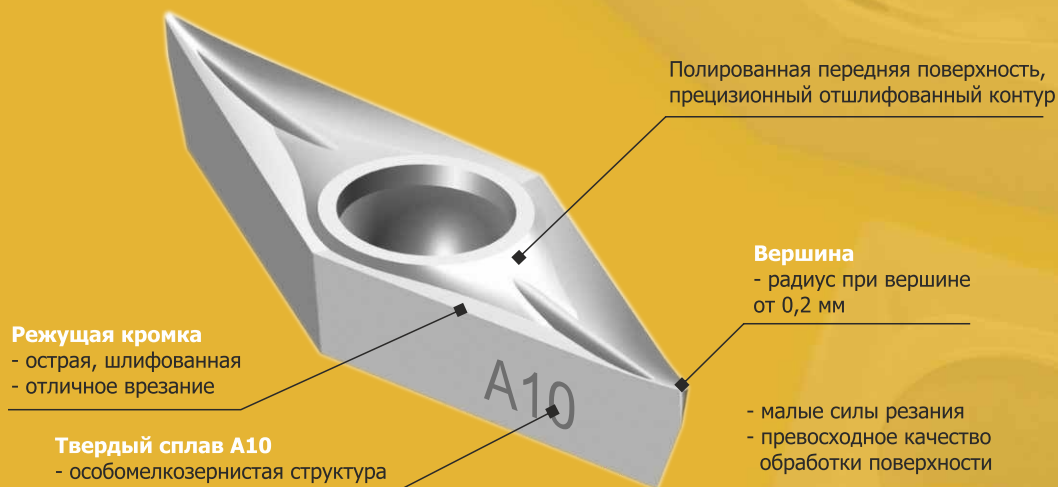 Полированная передняя поверхность,
прецизионный отшлифованный контур
Вершина
- радиус при вершине
от 0,2 мм
Режущая кромка
- острая, шлифованная
- отличное врезание
A10
- малые силы резания
- превосходное качество
обработки поверхности
Твердый сплав A10
- особомелкозернистая структура